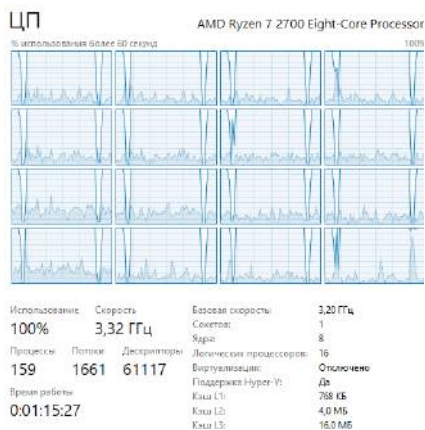 ЦП AMD Ryzen 7 2700 Eight-Core Processor
% использования более 60 секунд 100%
Использование Скорость
100% 3,32 ГГц
Процессы Потоки Дескрипторы
159 1661 61117
Время работы
0:01:15:27
Базовая скорость: 3,20 ГГц
Сокетов: 1
Ядра: 8
Логических процессоров: 16
Виртуализация: Отключено
Поддержка Hyper-V: Да
Кэш L1: 768 КБ
Кэш L2: 4,0 МБ
Кэш L3: 16,0 МБ